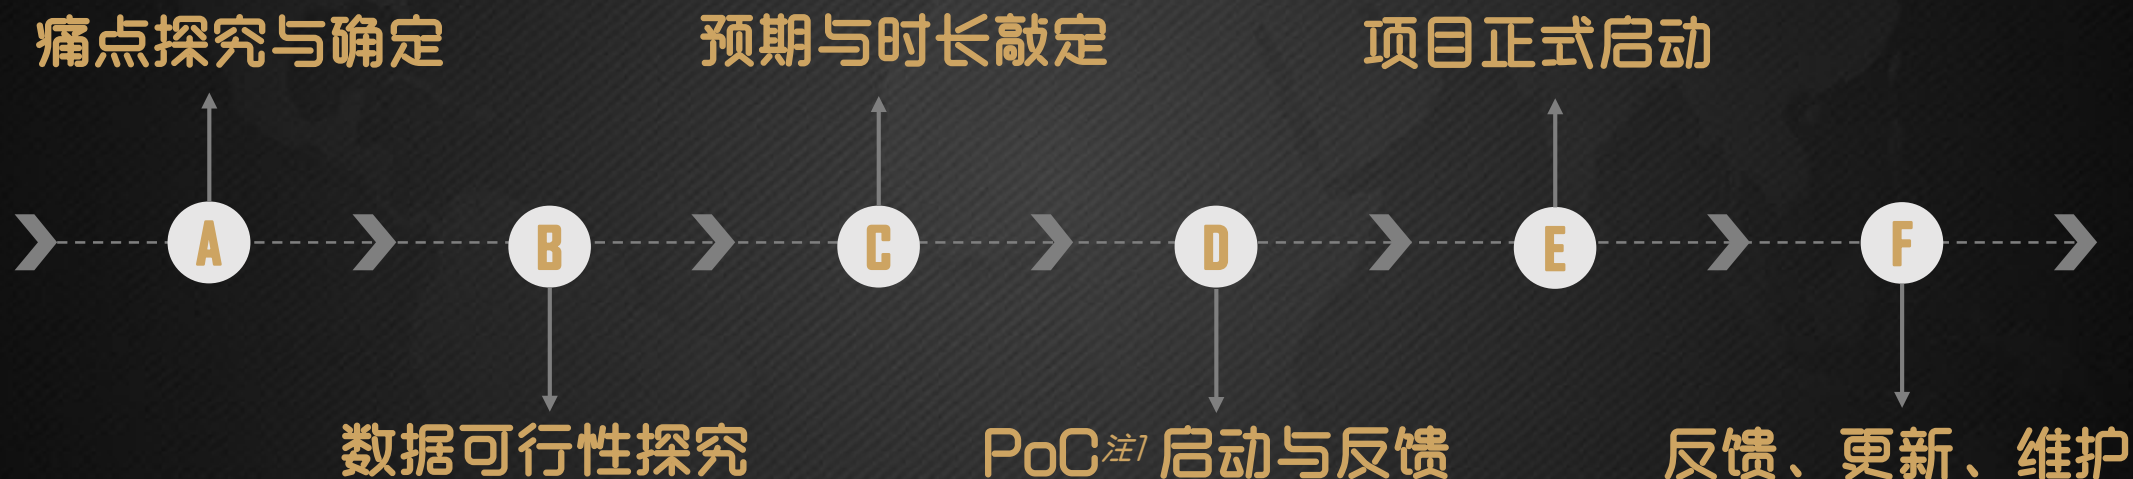 痛点探究与确定
预期与时长敲定
项目正式启动
A
B
C
D
E
F
数据可行性探究
PoC注1 启动与反馈
反馈、更新、维护